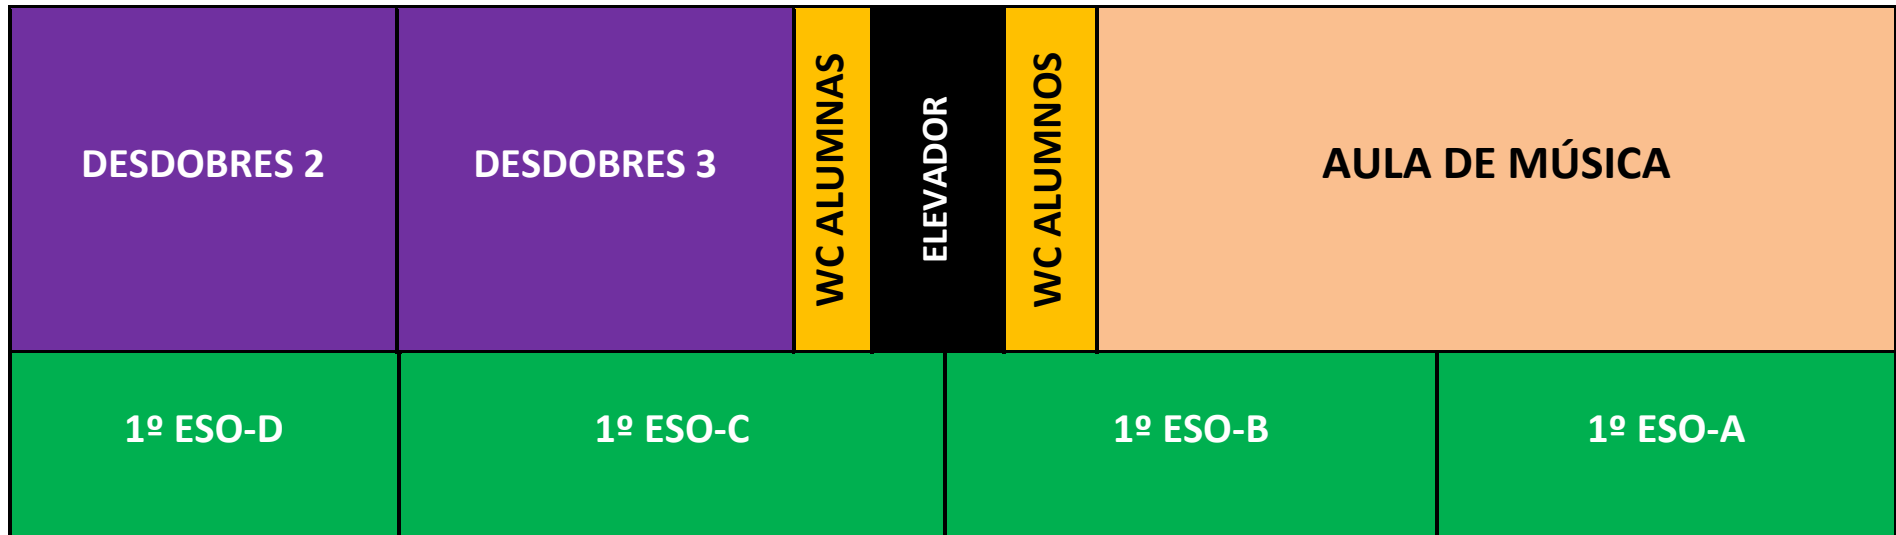 DESDOBRES 2
DESDOBRES 3
WC ALUMNAS
ELEVADOR
WC ALUMNOS
AULA DE MÚSICA
1º ESO-D
1º ESO-C
1º ESO-B
1º ESO-A